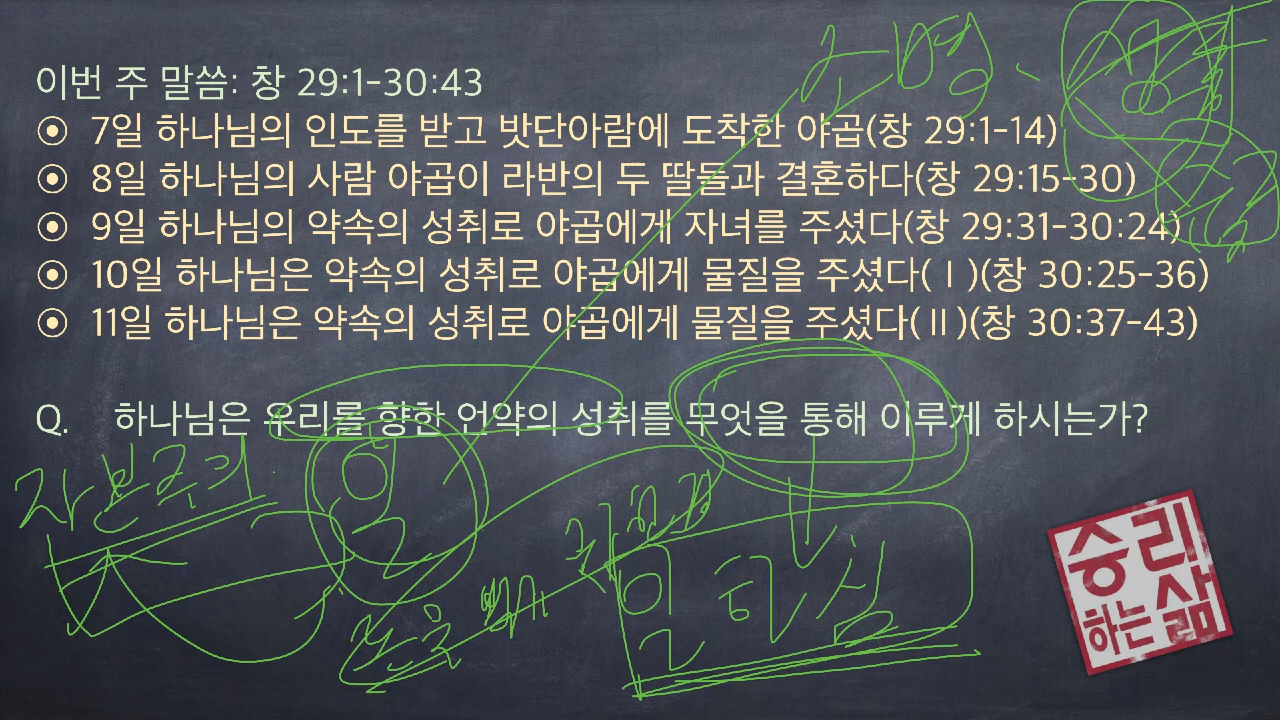 소명
이번 주 말씀: 창 29:1-30:43
⦿ 7일 하나님의 인도를 받고 밧단아람에 도착한 야곱(창 29:1-14)
⦿ 8일 하나님의 사람 야곱이 라반의 두 딸들과 결혼하다(창 29:15-30)
⦿ 9일 하나님의 약속의 성취로 야곱에게 자녀를 주셨다(창 29:31-30:24)
⦿ 10일 하나님은 약속의 성취로 야곱에게 물질을 주셨다(Ⅰ)(창 30:25-36)
⦿ 11일 하나님은 약속의 성취로 야곱에게 물질을 주셨다(Ⅱ)(창 30:37-43)
Q. 하나님은 우리를 향한 언약의 성취를 무엇을 통해 이루게 하시는가?
자본주의
일
일 하심
승리
하는 삶